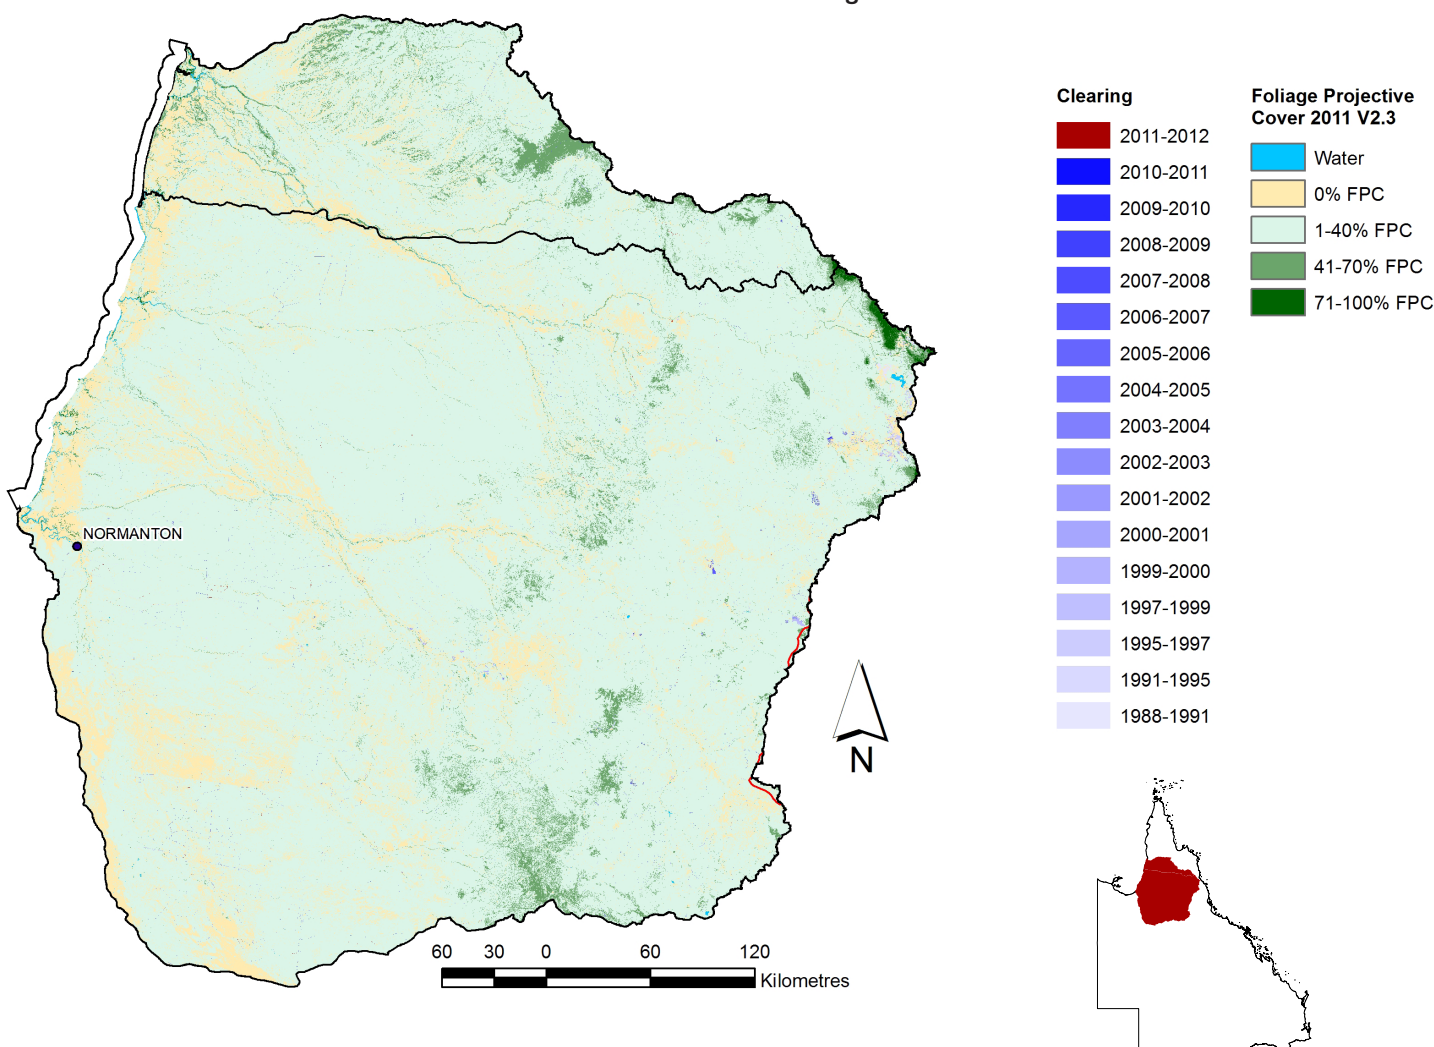 Clearing
2011-2012
2010-2011
2009-2010
2008-2009
2007-2008
2006-2007
2005-2006
2004-2005
2003-2004
2002-2003
2001-2002
2000-2001
1999-2000
1997-1999
1995-1997
1991-1995
1988-1991
Foliage Projective
Cover 2011 V2.3
Water
0% FPC
1-40% FPC
41-70% FPC
71-100% FPC
NORMANTON
N
60 30 0 60 120
Kilometres